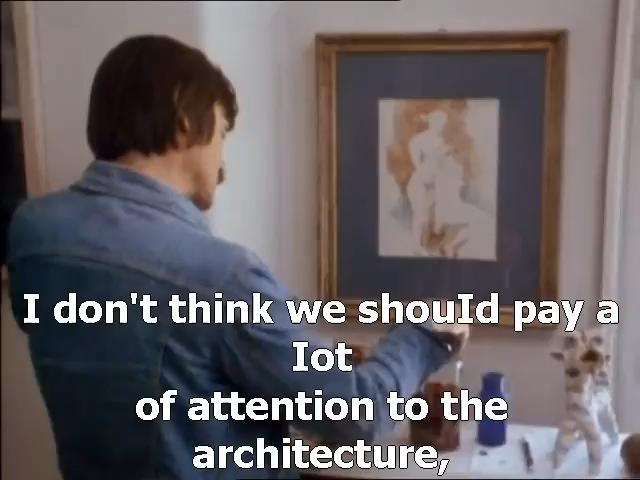 I don't think we shouId pay a
Iot
of attention to the
architecture,